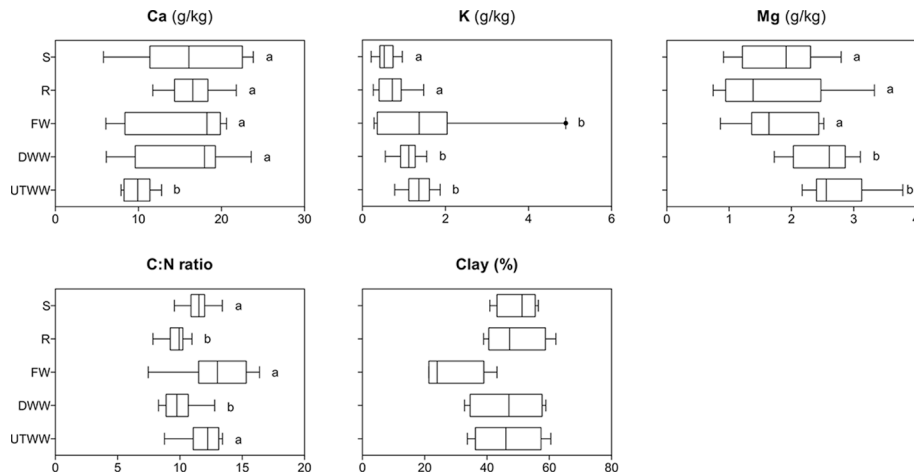 Ca (g/kg)
K (g/kg)
Mg (g/kg)
S
R
FW
DWW
UTWW
a
a
a
a
b
0 10 20 30
a
a
b
b
b
0 2 4 6
a
a
a
b
b
0 1 2 3 4
C:N ratio
Clay (%)
S
R
FW
DWW
UTWW
a
b
a
b
a
0 5 10 15 20
0 20 40 60 80